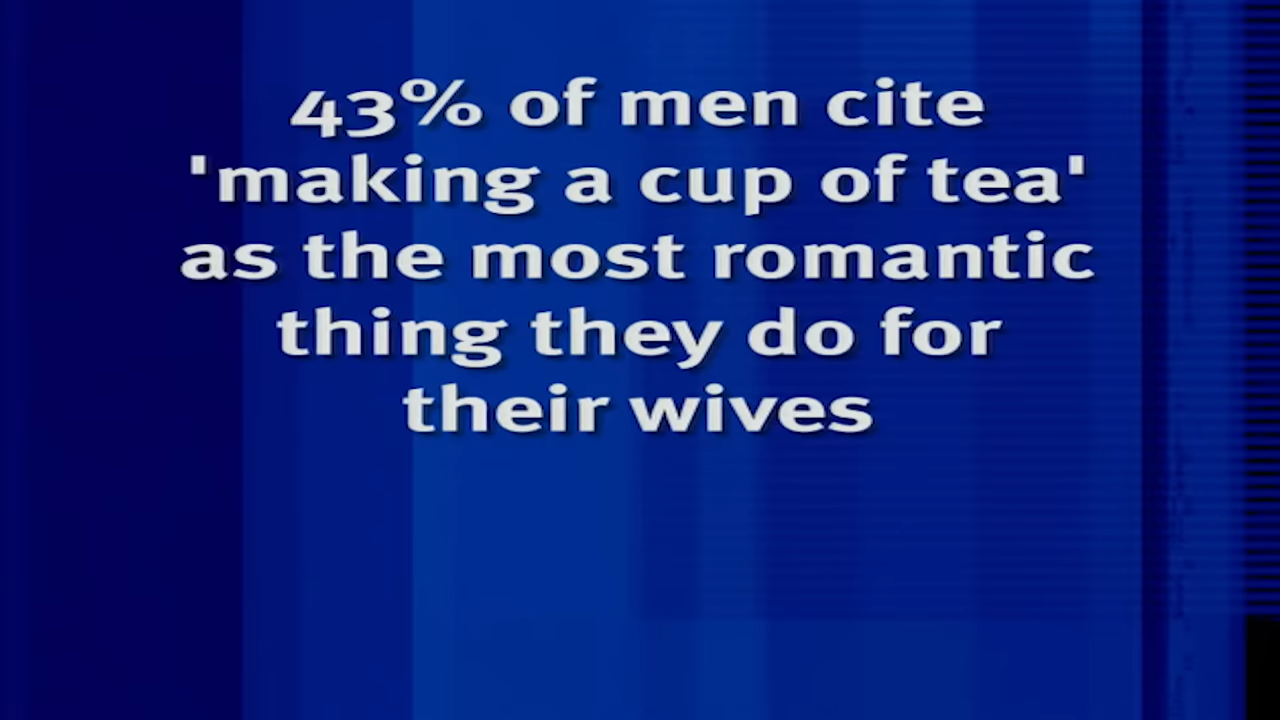 43% of men cite
'making a cup of tea'
as the most romantic
thing they do for
their wives